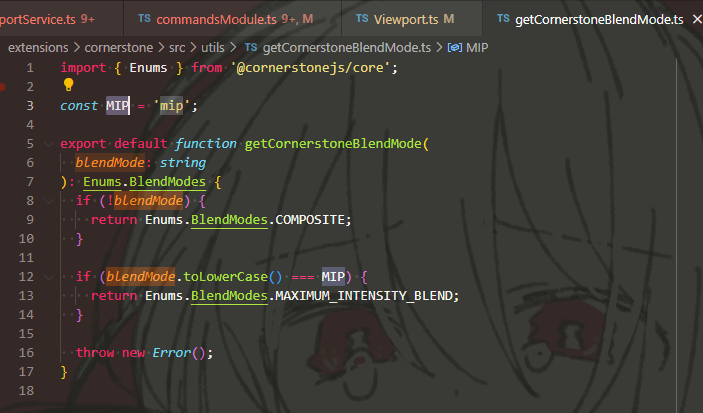 portService.ts 9+ TS commandsModule.ts 9+, M TS Viewport.ts M TS getCornerstoneBlendMode.ts
extensions > cornerstone > src > utils > TS getCornerstoneBlendMode.ts > MIP
1 import { Enums } from '@cornerstonejs/core';
2
3 const MIP = 'mip';
4
5 export default function getCornerstoneBlendMode(
6 blendMode: string
7 ): Enums.BlendModes {
8 if (!blendMode) {
9 return Enums.BlendModes.COMPOSITE;
10 }
11
12 if (blendMode.toLowerCase() === MIP) {
13 return Enums.BlendModes.MAXIMUM_INTENSITY_BLEND;
14 }
15
16 throw new Error();
17 }
18